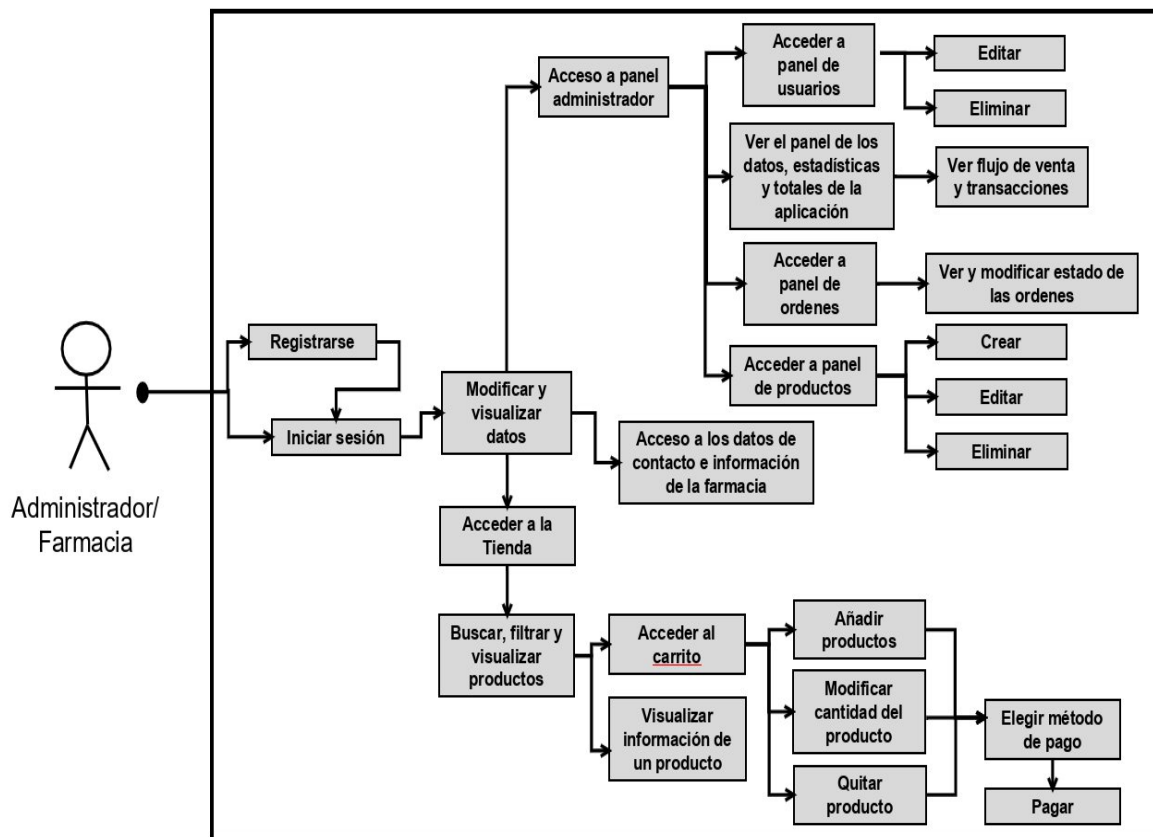 Acceso a panel
administrador
Acceder a
panel de
usuarios
Editar
Eliminar
Ver el panel de los
datos, estadísticas
y totales de la
aplicación
Ver flujo de venta
y transacciones
Acceder a
panel de
ordenes
Ver y modificar estado de
las ordenes
Acceder a panel
de productos
Crear
Editar
Eliminar
Registrarse
Iniciar sesión
Modificar y
visualizar
datos
Acceso a los datos de
contacto e información
de la farmacia
Administrador/
Farmacia
Acceder a la
Tienda
Buscar, filtrar y
visualizar
productos
Acceder al
carrito
Visualizar
información de
un producto
Añadir
productos
Modificar
cantidad del
producto
Quitar
producto
Elegir método
de pago
Pagar